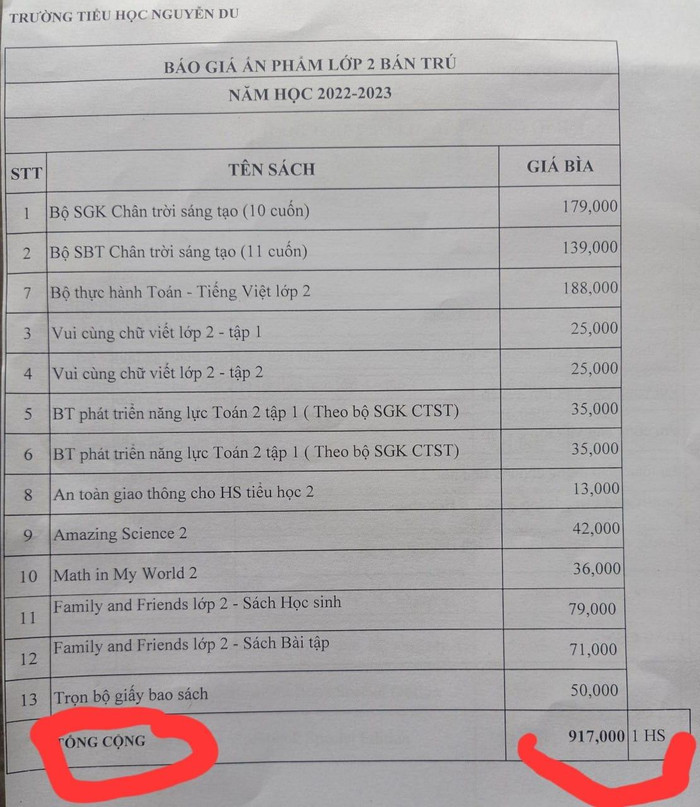 TRƯỜNG TIỂU HỌC NGUYỄN DU
BÁO GIÁ ẤN PHẨM LỚP 2 BÁN TRÚ
NĂM HỌC 2022-2023
STT TÊN SÁCH GIÁ BÌA
1 Bộ SGK Chân trời sáng tạo (10 cuốn) 179,000
2 Bộ SBT Chân trời sáng tạo (11 cuốn) 139,000
7 Bộ thực hành Toán - Tiếng Việt lớp 2 188,000
3 Vui cùng chữ viết lớp 2 - tập 1 25,000
4 Vui cùng chữ viết lớp 2 - tập 2 25,000
5 BT phát triển năng lực Toán 2 tập 1 ( Theo bộ SGK CTST) 35,000
6 BT phát triển năng lực Toán 2 tập 1 ( Theo bộ SGK CTST) 35,000
8 An toàn giao thông cho HS tiểu học 2 13,000
9 Amazing Science 2 42,000
10 Math in My World 2 36,000
11 Family and Friends lớp 2 - Sách Học sinh 79,000
12 Family and Friends lớp 2 - Sách Bài tập 71,000
13 Trọn bộ giấy bao sách 50,000
TỔNG CỘNG 917,000 1 HS